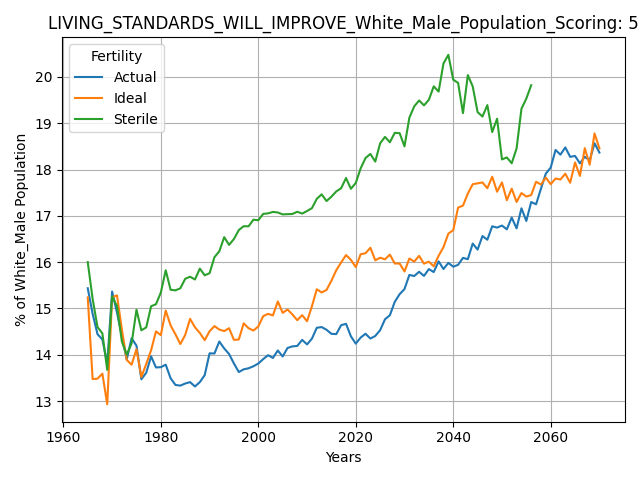 LIVING_STANDARDS_WILL_IMPROVE_White_Male_Population_Scoring: 5
Fertility
Actual
Ideal
Sterile
% of White_Male Population
20
19
18
17
16
15
14
13
1960
1980
2000
2020
2040
2060
Years